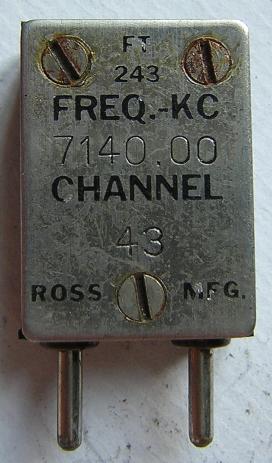 FT
243
FREQ.-KC
7140.00
CHANNEL
43
ROSS MFG.